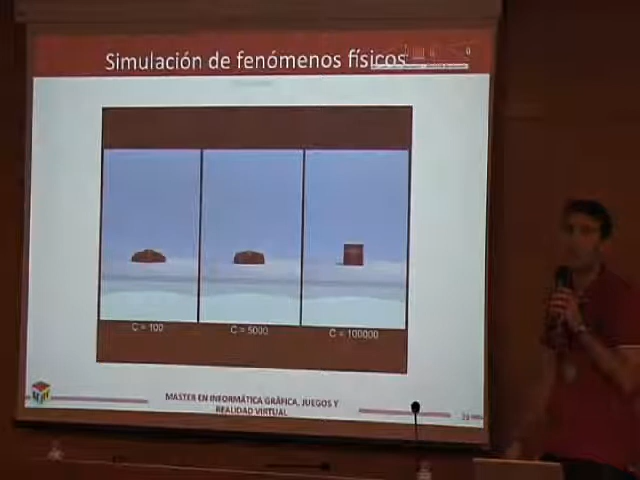 Simulación de fenómenos físicos
C = 100
C = 5000
C = 100000
MASTER EN INFORMÁTICA GRÁFICA, JUEGOS Y
REALIDAD VIRTUAL